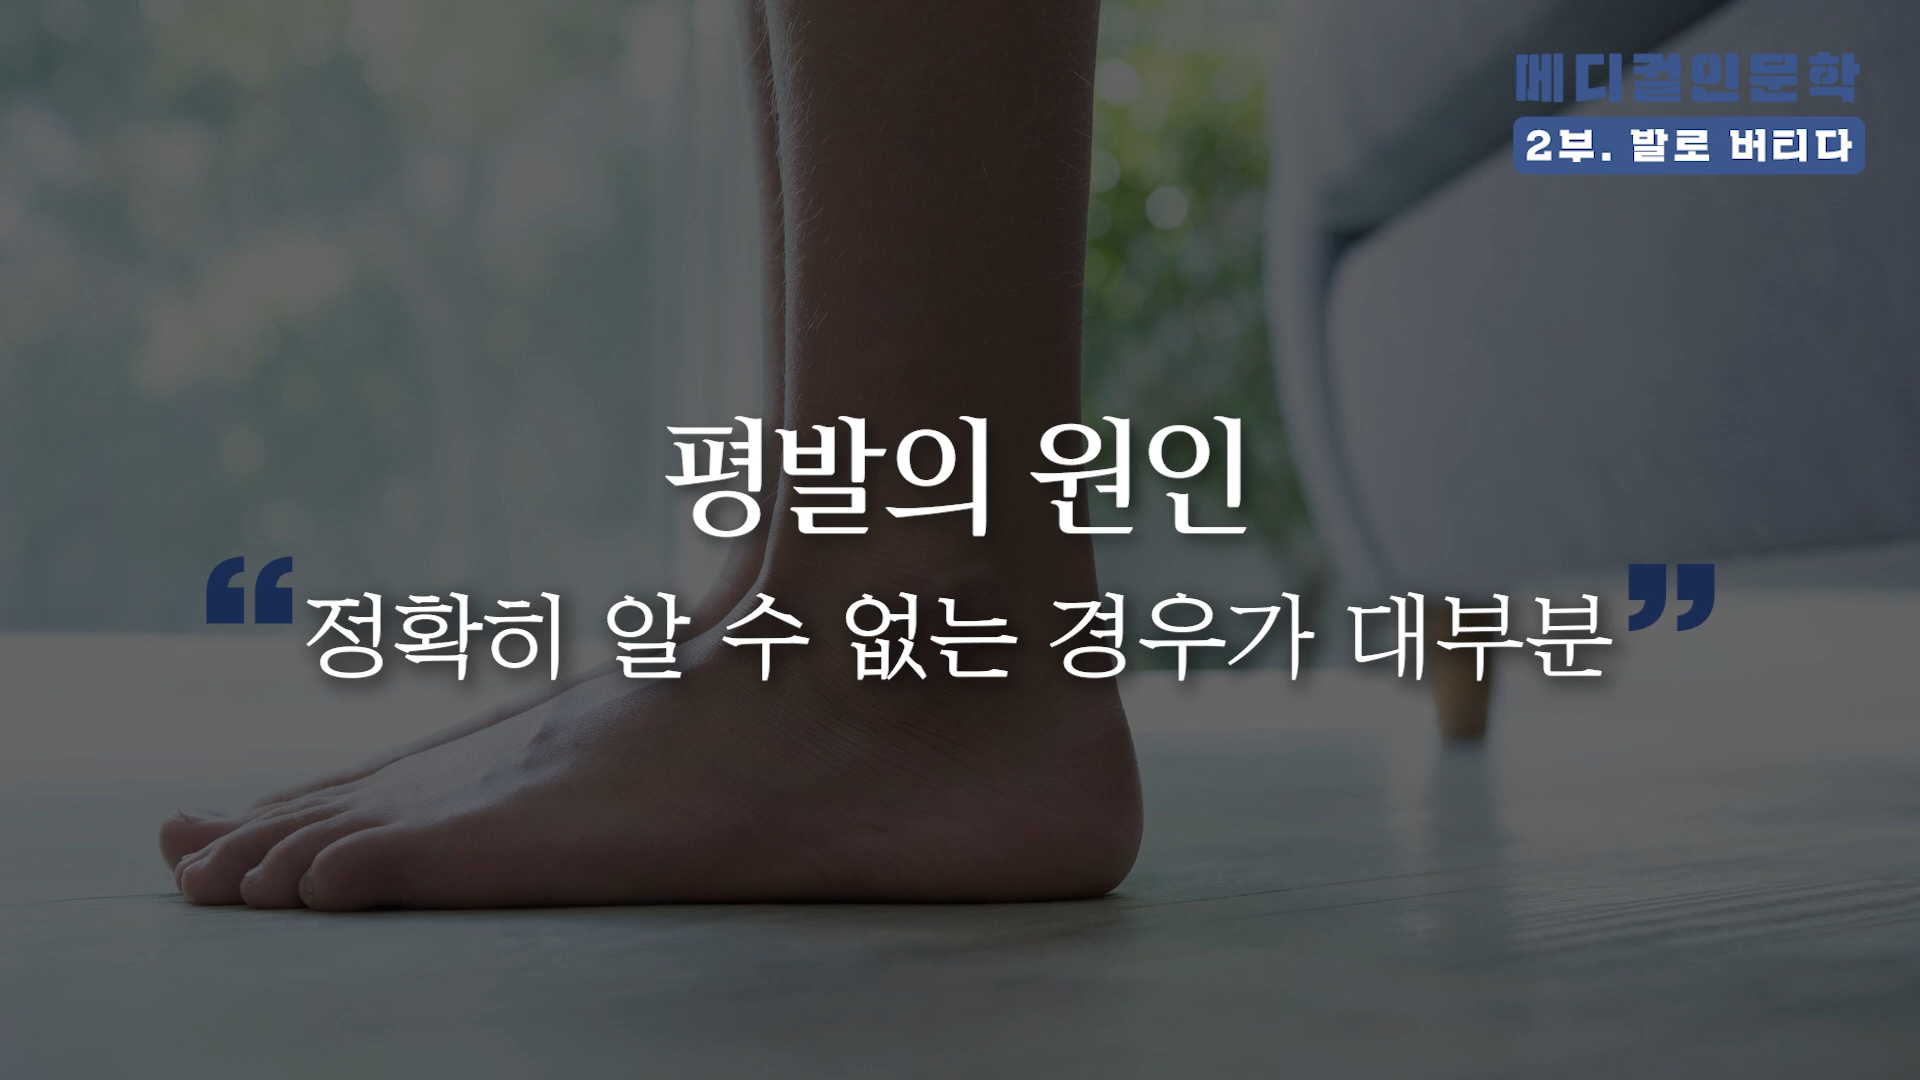 메디컬인문학
2부. 발로 버티다
평발의 원인
“정확히 알 수 없는 경우가 대부분”